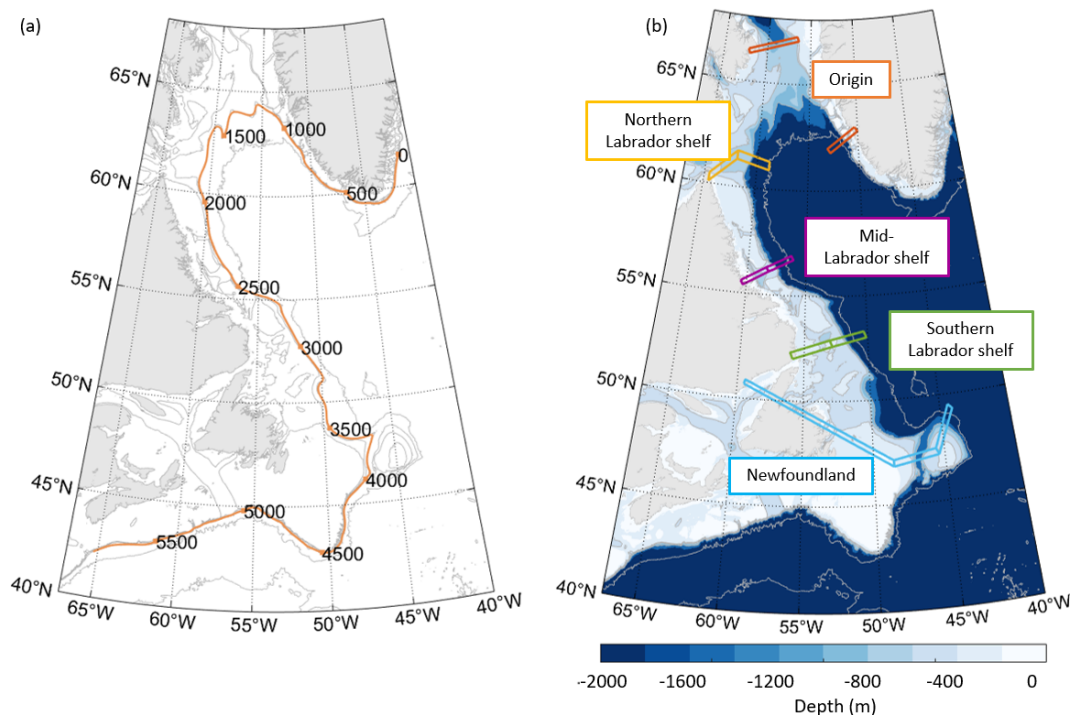 (a)
65°N
60°N
55°N
50°N
45°N
40°N
65°W
60°W
55°W
50°W
45°W
40°W
0
500
1000
1500
2000
2500
3000
3500
4000
4500
5000
5500
(b)
65°N
60°N
55°N
50°N
45°N
40°N
65°W
60°W
55°W
50°W
45°W
40°W
Origin
Northern
Labrador shelf
Mid-
Labrador shelf
Southern
Labrador shelf
Newfoundland
-2000 -1600 -1200 -800 -400 0
Depth (m)